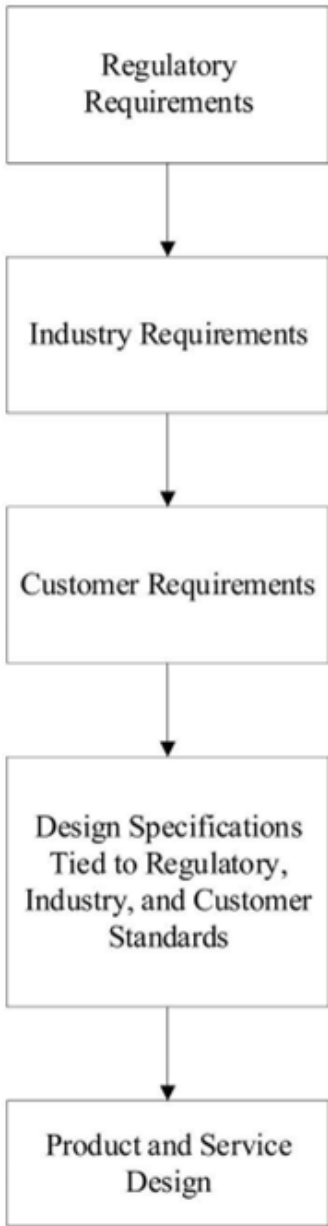 Regulatory
Requirements
Industry Requirements
Customer Requirements
Design Specifications
Tied to Regulatory,
Industry, and Customer
Standards
Product and Service
Design